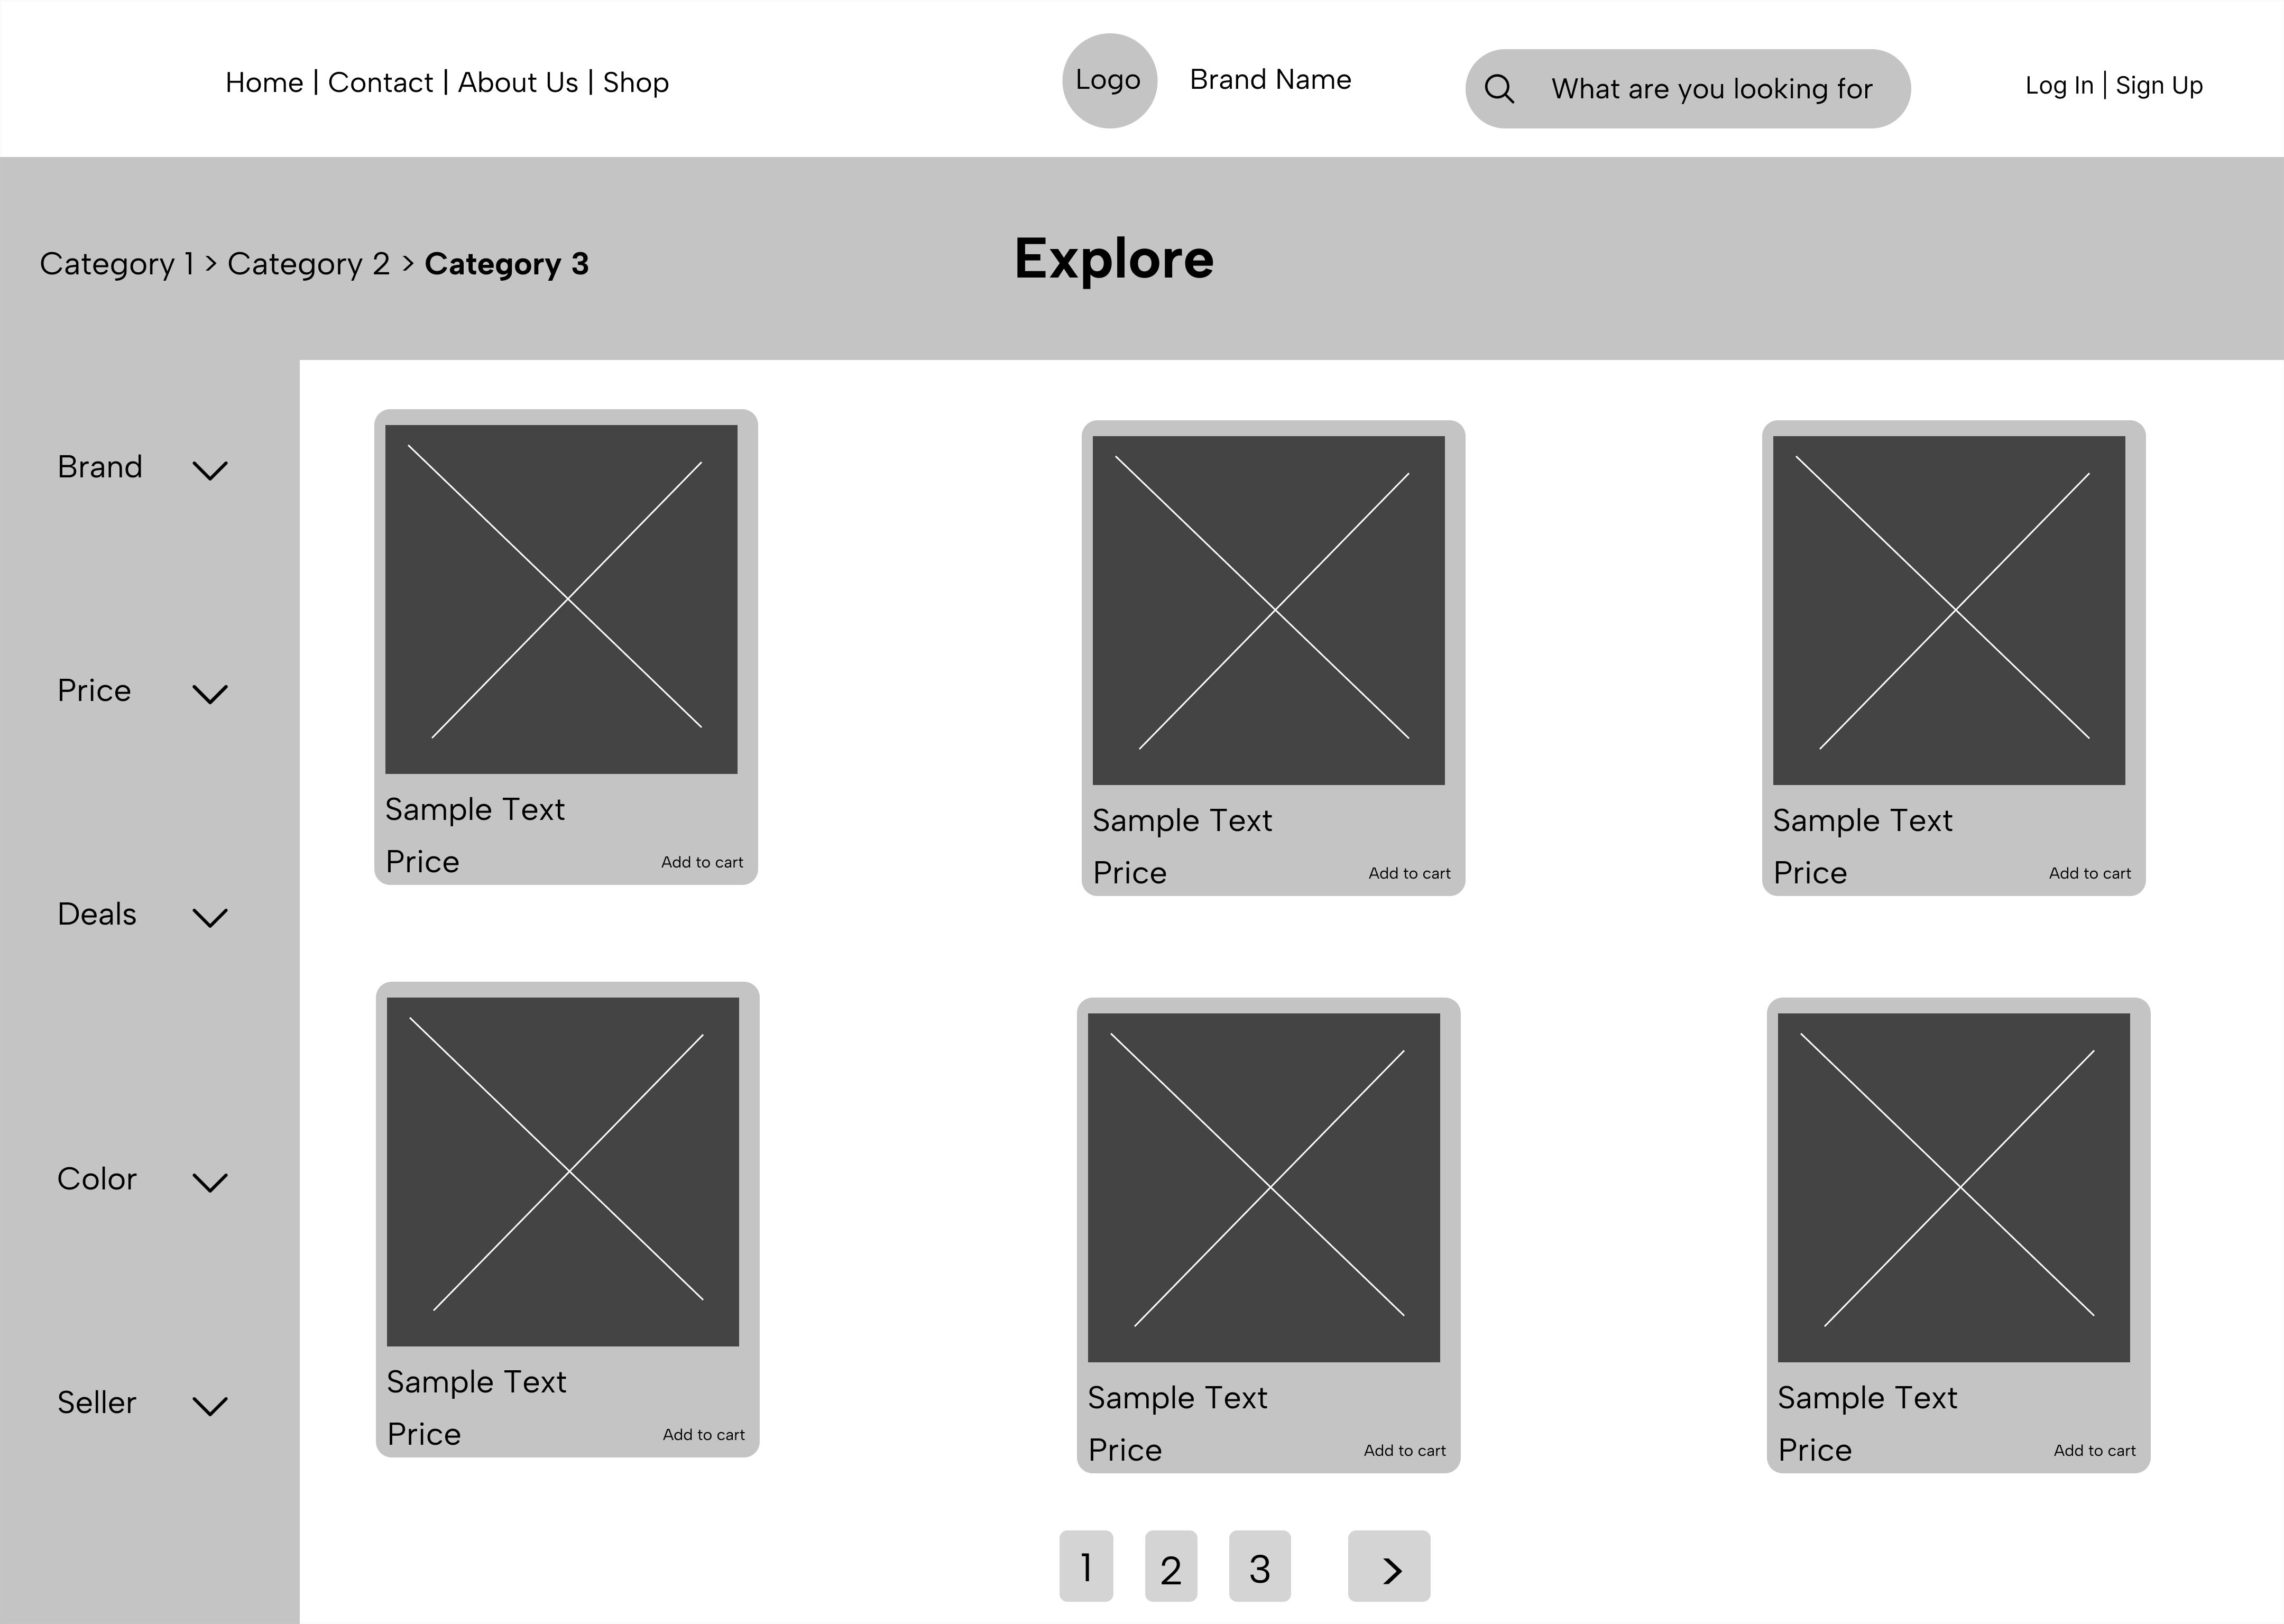 Home | Contact | About Us | Shop
Logo
Brand Name
What are you looking for
Log In | Sign Up
Category 1 > Category 2 > Category 3
Explore
Brand
Price
Deals
Color
Seller
Sample Text
Price
Add to cart
Sample Text
Price
Add to cart
Sample Text
Price
Add to cart
Sample Text
Price
Add to cart
Sample Text
Price
Add to cart
Sample Text
Price
Add to cart
1 2 3 >